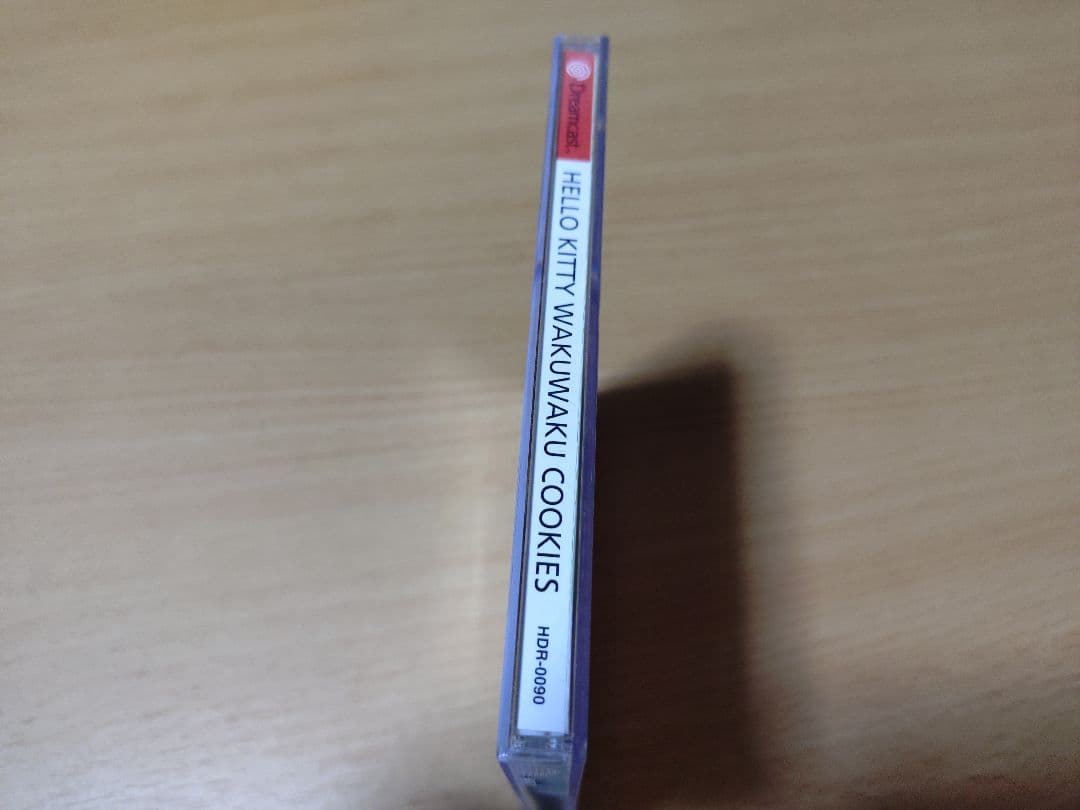 Dreamcast.
HELLO KITTY WAKUWAKU COOKIES
HDR-0090